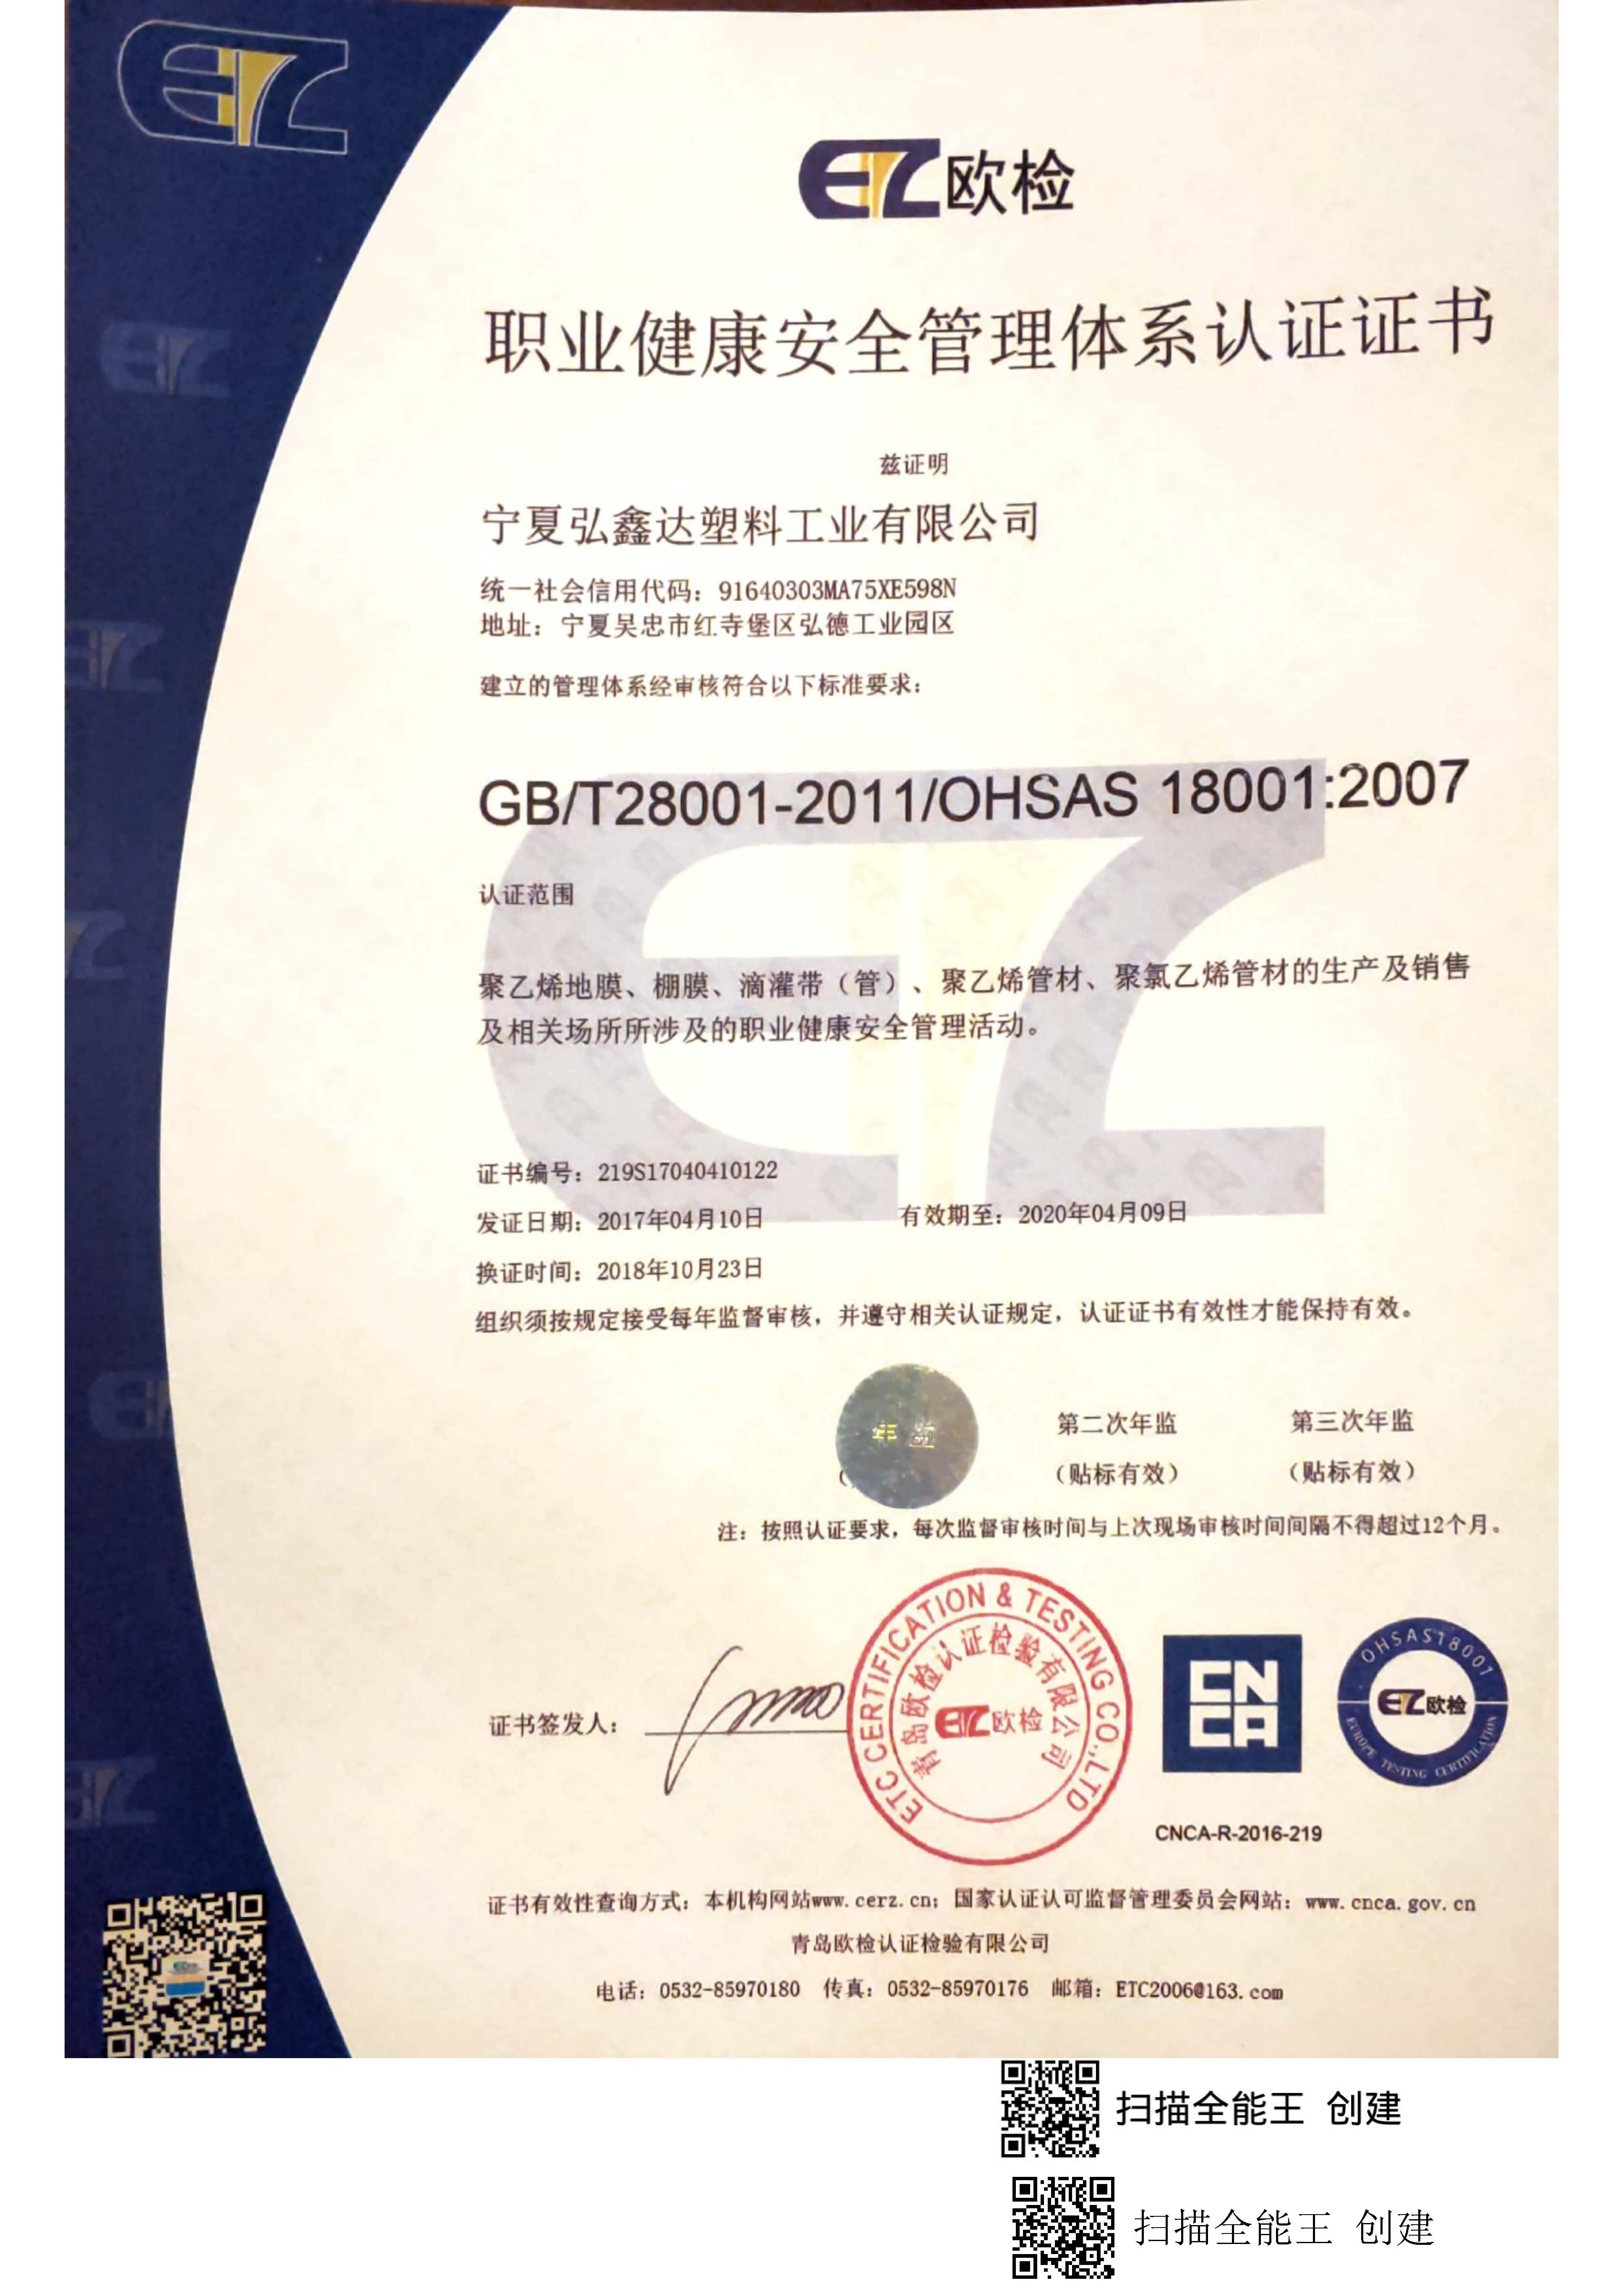 EZ
EZ欧检
职业健康安全管理体系认证证书
兹证明
宁夏弘鑫达塑料工业有限公司
统一社会信用代码：91640303MA75XE598N
地址：宁夏吴忠市红寺堡区弘德工业园区
建立的管理体系经审核符合以下标准要求：
GB/T28001-2011/OHSAS 18001:2007
认证范围
聚乙烯地膜、棚膜、滴灌带（管）、聚乙烯管材、聚氯乙烯管材的生产及销售
及相关场所所涉及的职业健康安全管理活动。
证书编号：219S17040410122
发证日期：2017年04月10日 有效期至：2020年04月09日
换证时间：2018年10月23日
组织须按规定接受每年监督审核，并遵守相关认证规定，认证证书有效性才能保持有效。
年 监 第二次年监 第三次年监
（贴标有效） （贴标有效）
注：按照认证要求，每次监督审核时间与上次现场审核时间间隔不得超过12个月。
证书签发人：
ETC CERTIFICATION & TESTING CO.,LTD
青岛欧检认证检验有限公司
EZ欧检
CNCA
OHSAS18001
EZ欧检
EUROPE TESTING CERTIFICATION
CNCA-R-2016-219
证书有效性查询方式：本机构网站www.cerz.cn；国家认证认可监督管理委员会网站：www.cnca.gov.cn
青岛欧检认证检验有限公司
电话：0532-85970180 传真：0532-85970176 邮箱：ETC2006@163.com
扫描全能王 创建
扫描全能王 创建